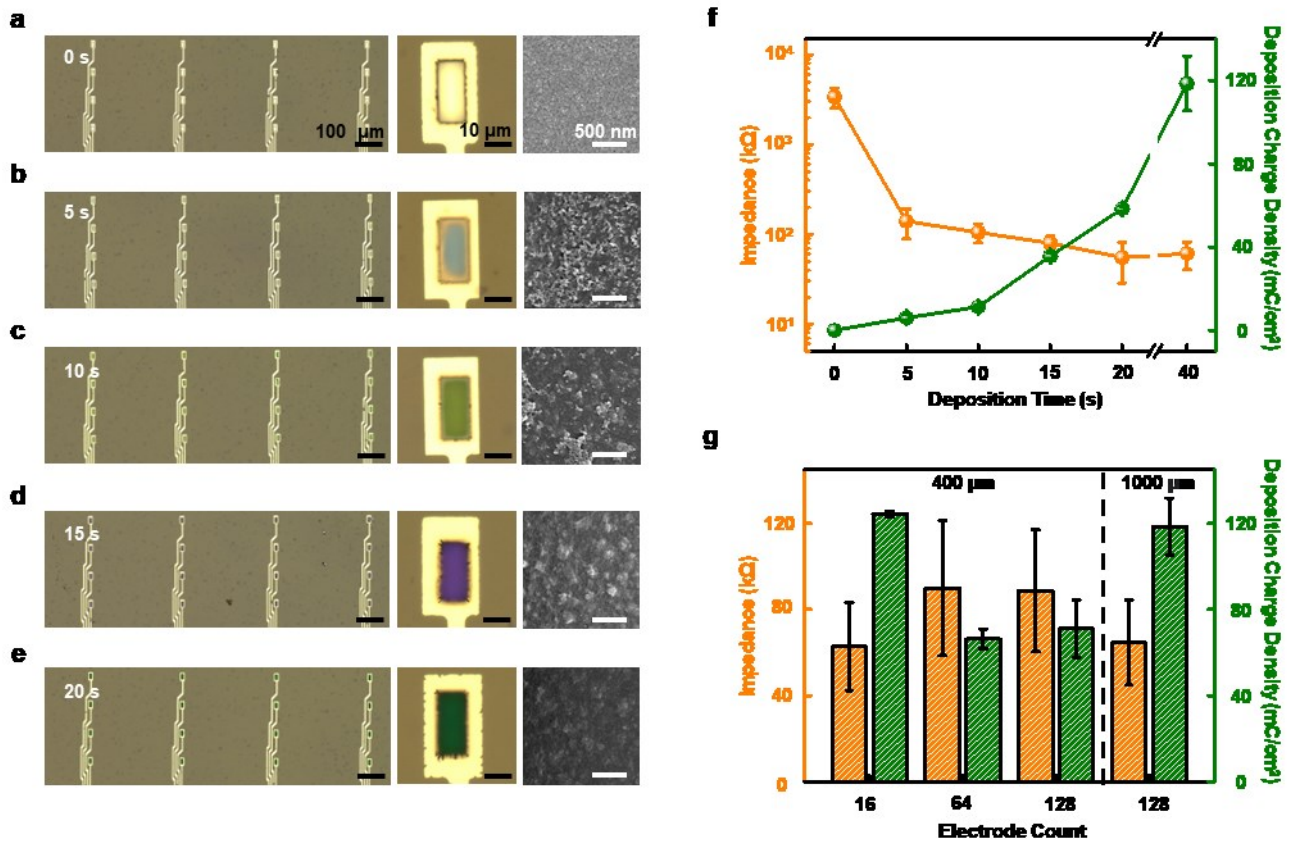 a
0 s
100 µm
10 µm
500 nm
b
5 s
c
10 s
d
15 s
e
20 s
f
10⁴
10³
10²
10¹
Impedance (kΩ)
120
80
40
0
Deposition Charge Density (mC/cm²)
0 5 10 15 20 40
Deposition Time (s)
g
400 µm
1000 µm
120
80
40
0
Impedance (kΩ)
120
80
40
0
Deposition Charge Density (mC/cm²)
16 64 128 128
Electrode Count